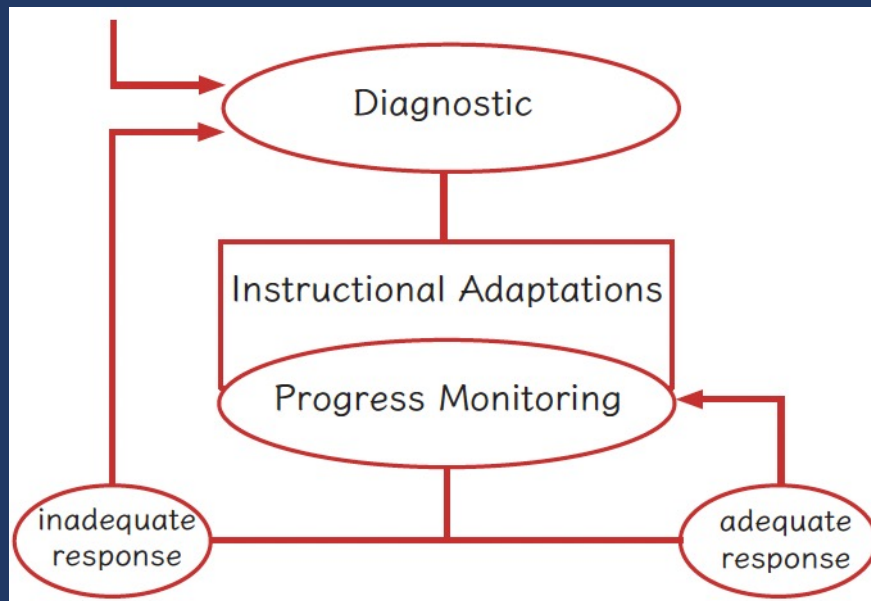 Diagnostic
Instructional Adaptations
Progress Monitoring
inadequate
response
adequate
response